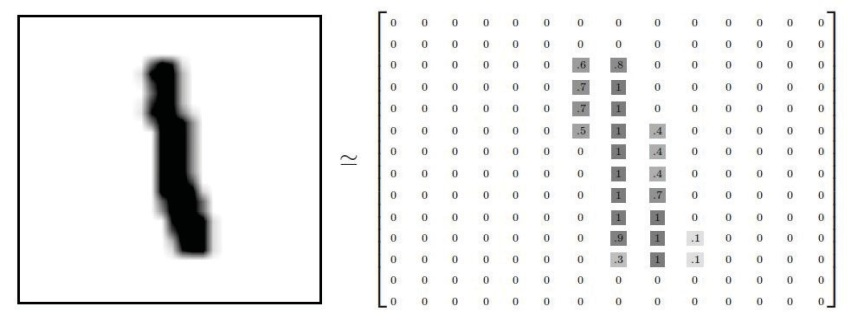 ≃
0 0 0 0 0 0 0 0 0 0 0 0 0 0
0 0 0 0 0 0 0 0 0 0 0 0 0 0
0 0 0 0 0 0 .6 .8 0 0 0 0 0 0
0 0 0 0 0 0 .7 1 0 0 0 0 0 0
0 0 0 0 0 0 .7 1 0 0 0 0 0 0
0 0 0 0 0 0 .5 1 .4 0 0 0 0 0
0 0 0 0 0 0 0 1 .4 0 0 0 0 0
0 0 0 0 0 0 0 1 .4 0 0 0 0 0
0 0 0 0 0 0 0 1 .7 0 0 0 0 0
0 0 0 0 0 0 0 1 1 0 0 0 0 0
0 0 0 0 0 0 0 .9 1 .1 0 0 0 0
0 0 0 0 0 0 0 .3 1 .1 0 0 0 0
0 0 0 0 0 0 0 0 0 0 0 0 0 0
0 0 0 0 0 0 0 0 0 0 0 0 0 0